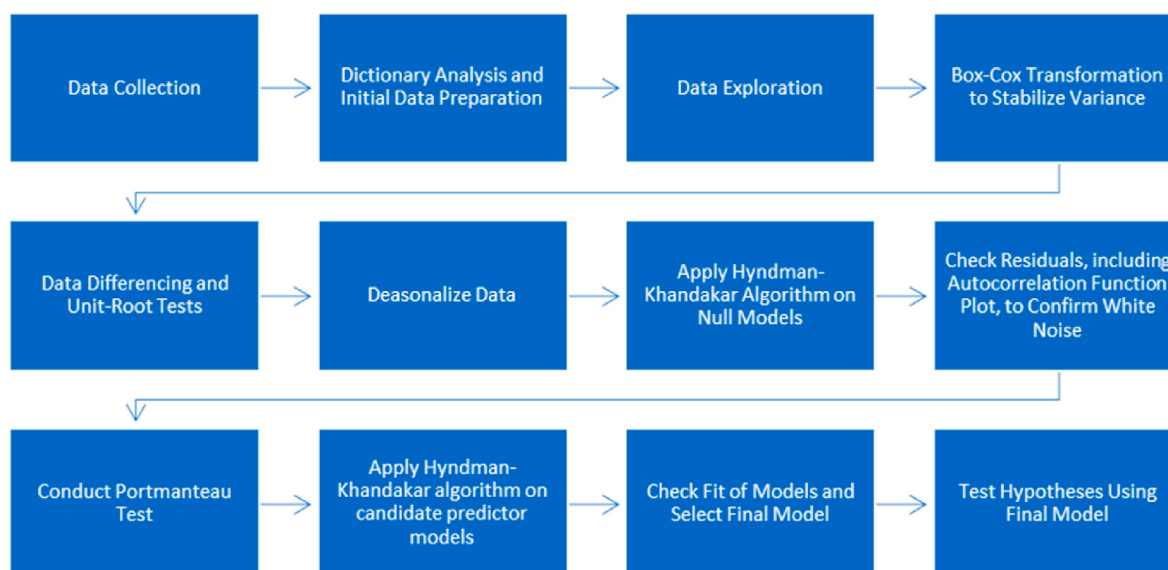 Data Collection
Dictionary Analysis and
Initial Data Preparation
Data Exploration
Box-Cox Transformation
to Stabilize Variance
Data Differencing and
Unit-Root Tests
Deasonalize Data
Apply Hyndman-
Khandakar Algorithm on
Null Models
Check Residuals, including
Autocorrelation Function
Plot, to Confirm White
Noise
Conduct Portmanteau
Test
Apply Hyndman-
Khandakar algorithm on
candidate predictor
models
Check Fit of Models and
Select Final Model
Test Hypotheses Using
Final Model